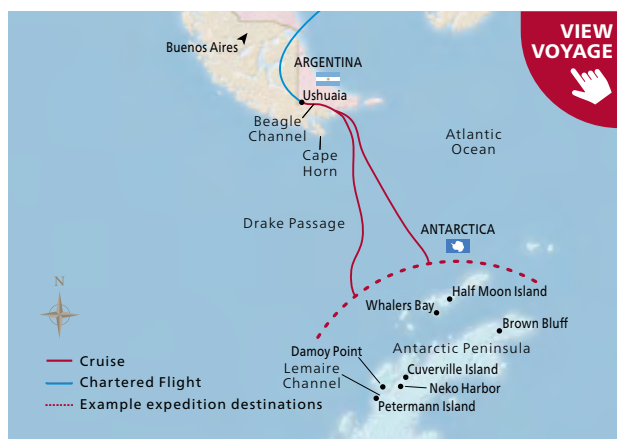 VIEW
VOYAGE
Buenos Aires
ARGENTINA
Ushuaia
Beagle
Channel
Cape
Horn
Atlantic
Ocean
Drake Passage
ANTARCTICA
N
Half Moon Island
Whalers Bay
Brown Bluff
Antarctic Peninsula
Damoy Point
Lemaire
Channel
Cuverville Island
Neko Harbor
Petermann Island
Cruise
Chartered Flight
Example expedition destinations